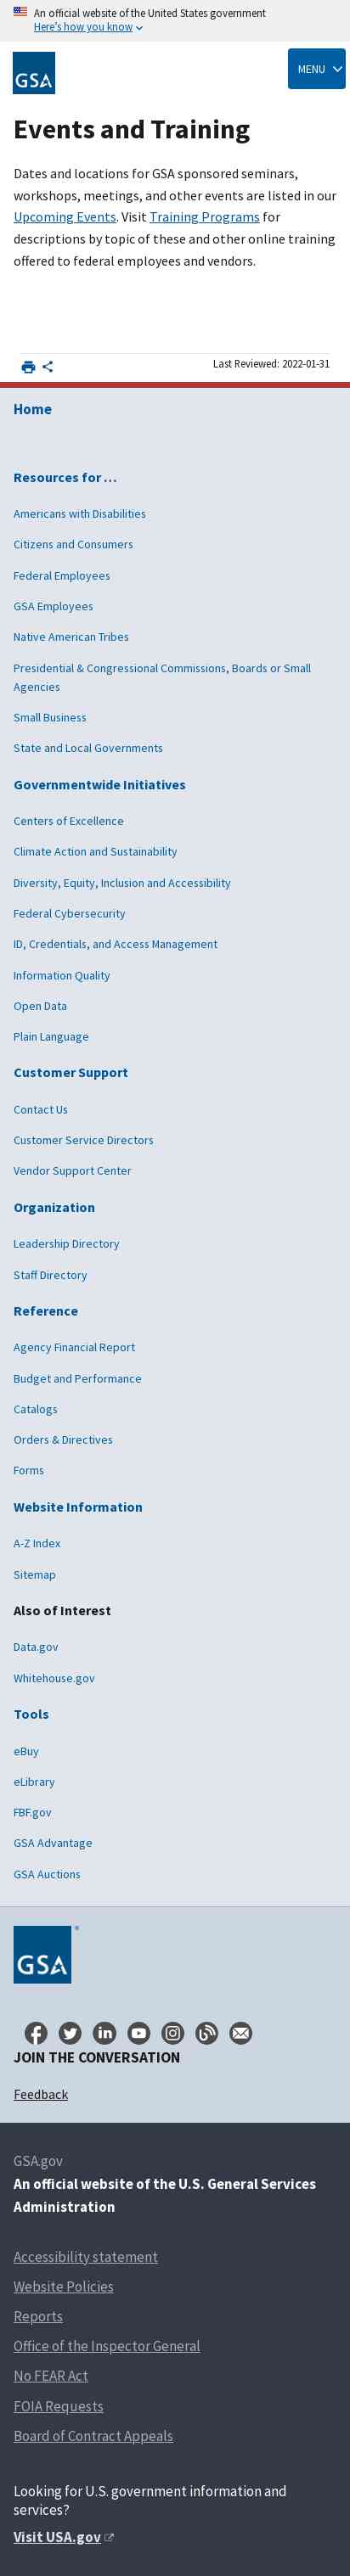 An official website of the United States government
Here's how you know
GSA
MENU
Events and Training
Dates and locations for GSA sponsored seminars,
workshops, meetings, and other events are listed in our
Upcoming Events. Visit Training Programs for
descriptions by topic of these and other online training
offered to federal employees and vendors.
Last Reviewed: 2022-01-31
Home
Resources for …
Americans with Disabilities
Citizens and Consumers
Federal Employees
GSA Employees
Native American Tribes
Presidential & Congressional Commissions, Boards or Small
Agencies
Small Business
State and Local Governments
Governmentwide Initiatives
Centers of Excellence
Climate Action and Sustainability
Diversity, Equity, Inclusion and Accessibility
Federal Cybersecurity
ID, Credentials, and Access Management
Information Quality
Open Data
Plain Language
Customer Support
Contact Us
Customer Service Directors
Vendor Support Center
Organization
Leadership Directory
Staff Directory
Reference
Agency Financial Report
Budget and Performance
Catalogs
Orders & Directives
Forms
Website Information
A-Z Index
Sitemap
Also of Interest
Data.gov
Whitehouse.gov
Tools
eBuy
eLibrary
FBF.gov
GSA Advantage
GSA Auctions
GSA®
JOIN THE CONVERSATION
Feedback
GSA.gov
An official website of the U.S. General Services
Administration
Accessibility statement
Website Policies
Reports
Office of the Inspector General
No FEAR Act
FOIA Requests
Board of Contract Appeals
Looking for U.S. government information and
services?
Visit USA.gov